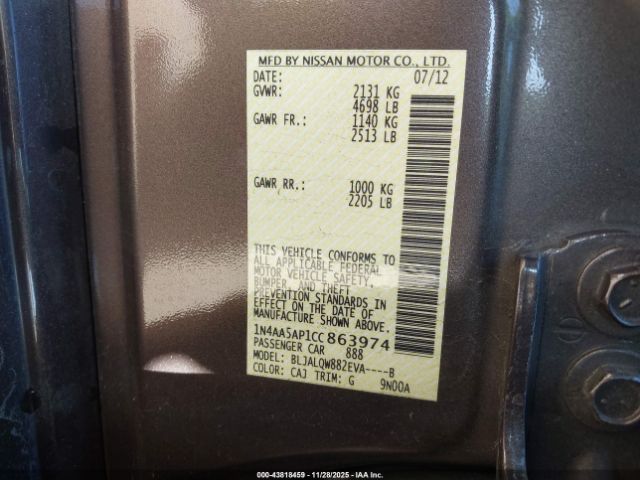 MFD BY NISSAN MOTOR CO., LTD.
DATE: 07/12
GVWR: 2131 KG
4698 LB
GAWR FR.: 1140 KG
2513 LB
GAWR RR.: 1000 KG
2205 LB
THIS VEHICLE CONFORMS TO
ALL APPLICABLE FEDERAL
MOTOR VEHICLE SAFETY,
BUMPER, AND THEFT
PREVENTION STANDARDS IN
EFFECT ON THE DATE OF
MANUFACTURE SHOWN ABOVE.
1N4AA5AP1CC863974
PASSENGER CAR 888
MODEL: BLJALQW882EVA----B
COLOR: CAJ TRIM: G 9N00A
000-43818459 | 11/28/2025 - IAA Inc.